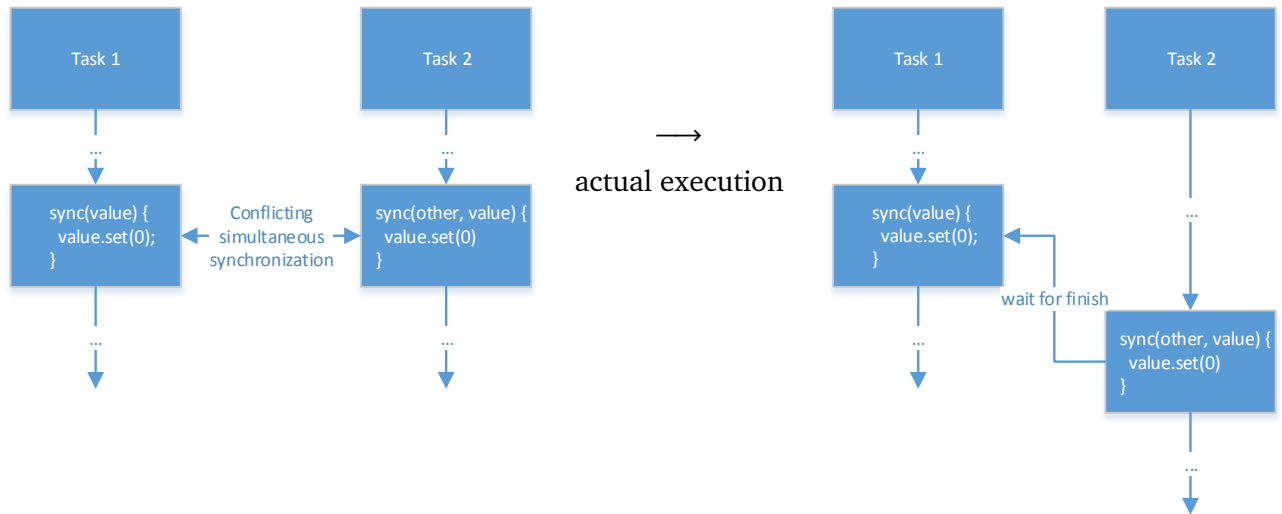 Task 1
Task 2
...
...
sync(value) {
value.set(0);
}
Conflicting
simultaneous
synchronization
sync(other, value) {
value.set(0)
}
...
...
⟶
actual execution
Task 1
Task 2
...
...
sync(value) {
value.set(0);
}
wait for finish
...
sync(other, value) {
value.set(0)
}
...